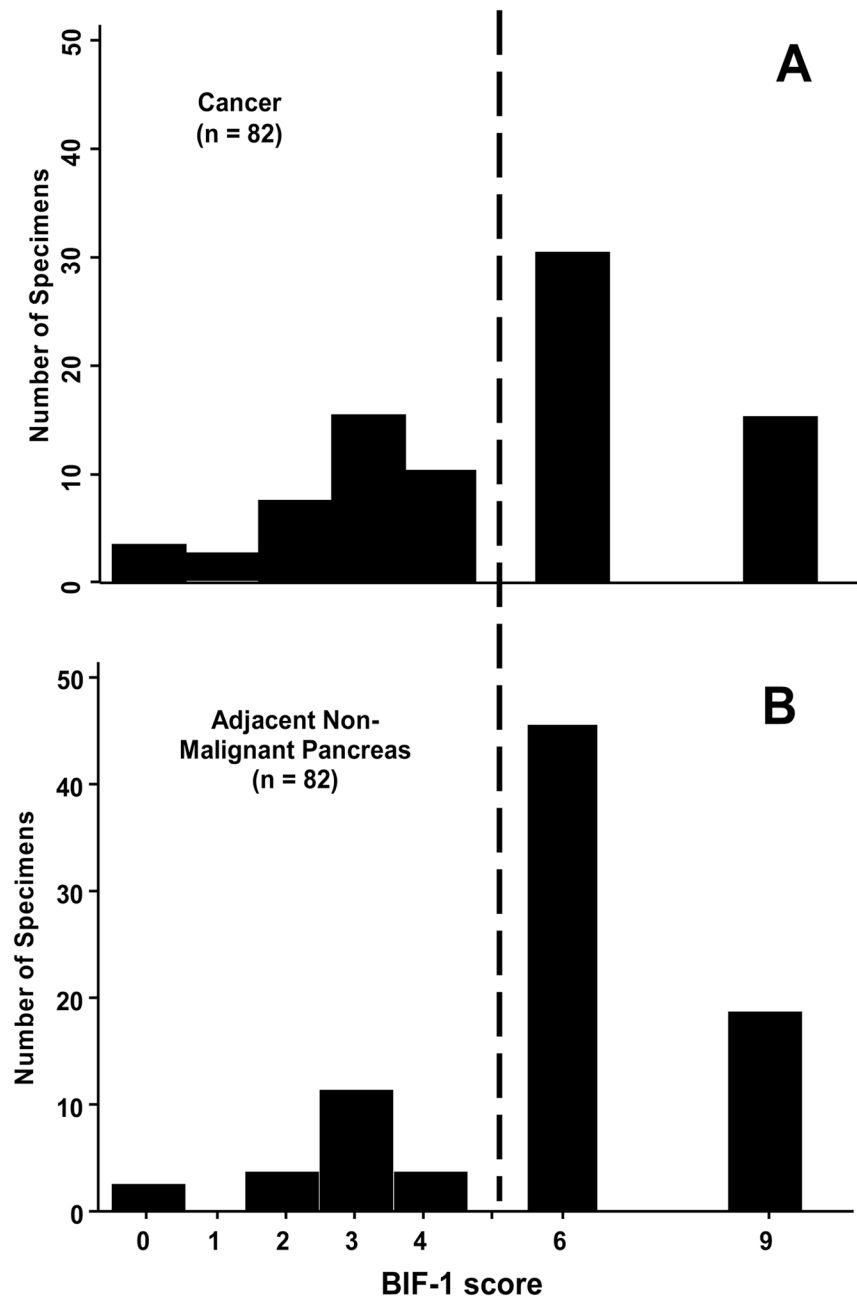 A
Cancer
(n = 82)
Number of Specimens
50
40
30
20
10
0
B
Adjacent Non-
Malignant Pancreas
(n = 82)
Number of Specimens
50
40
30
20
10
0
0 1 2 3 4 6 9
BIF-1 score